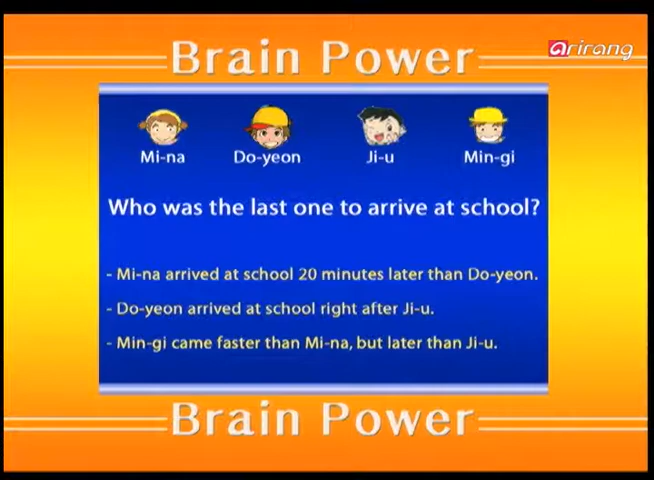 arirang
Brain Power
Mi-na Do-yeon Ji-u Min-gi
Who was the last one to arrive at school?
- Mi-na arrived at school 20 minutes later than Do-yeon.
- Do-yeon arrived at school right after Ji-u.
- Min-gi came faster than Mi-na, but later than Ji-u.
Brain Power